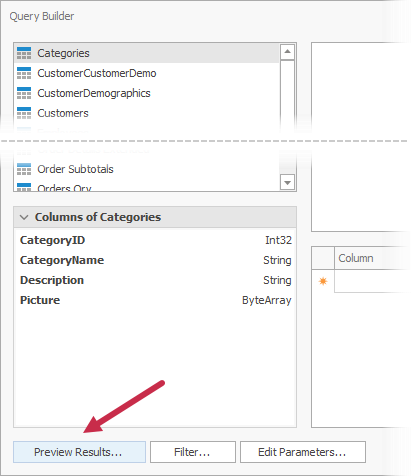 Query Builder
Categories
CustomerCustomerDemo
CustomerDemographics
Customers
Order Subtotals
Orders Qry
Columns of Categories
CategoryID Int32
CategoryName String
Description String
Picture ByteArray
Column
Preview Results...
Filter...
Edit Parameters...